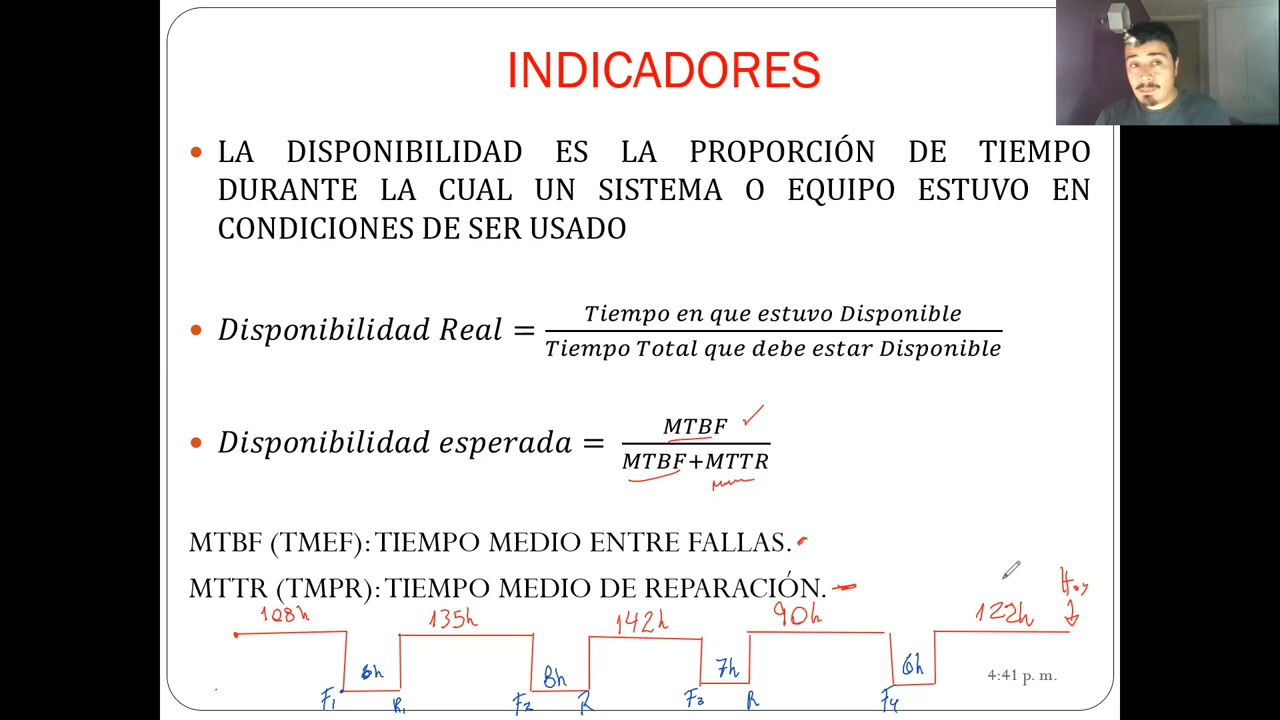 INDICADORES
• LA DISPONIBILIDAD ES LA PROPORCIÓN DE TIEMPO
DURANTE LA CUAL UN SISTEMA O EQUIPO ESTUVO EN
CONDICIONES DE SER USADO
• Disponibilidad Real = Tiempo en que estuvo Disponible / Tiempo Total que debe estar Disponible
• Disponibilidad esperada = MTBF / MTBF+MTTR
MTBF (TMEF): TIEMPO MEDIO ENTRE FALLAS.
MTTR (TMPR): TIEMPO MEDIO DE REPARACIÓN.
108h 135h 142h 90h 122h Hoy
6h 8h 7h 6h
F1 R1 F2 R F3 R F4
4:41 p. m.